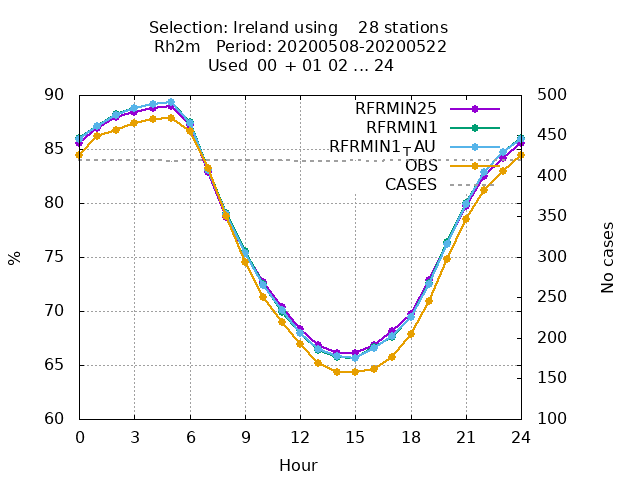 Selection: Ireland using    28 stations
Rh2m   Period: 20200508-20200522
Used  00 + 01 02 ... 24
90
85
80
75
70
65
60
%
500
450
400
350
300
250
200
150
100
No cases
RFRMIN25
RFRMIN1
RFRMIN1_AU
OBS
CASES
0 3 6 9 12 15 18 21 24
Hour